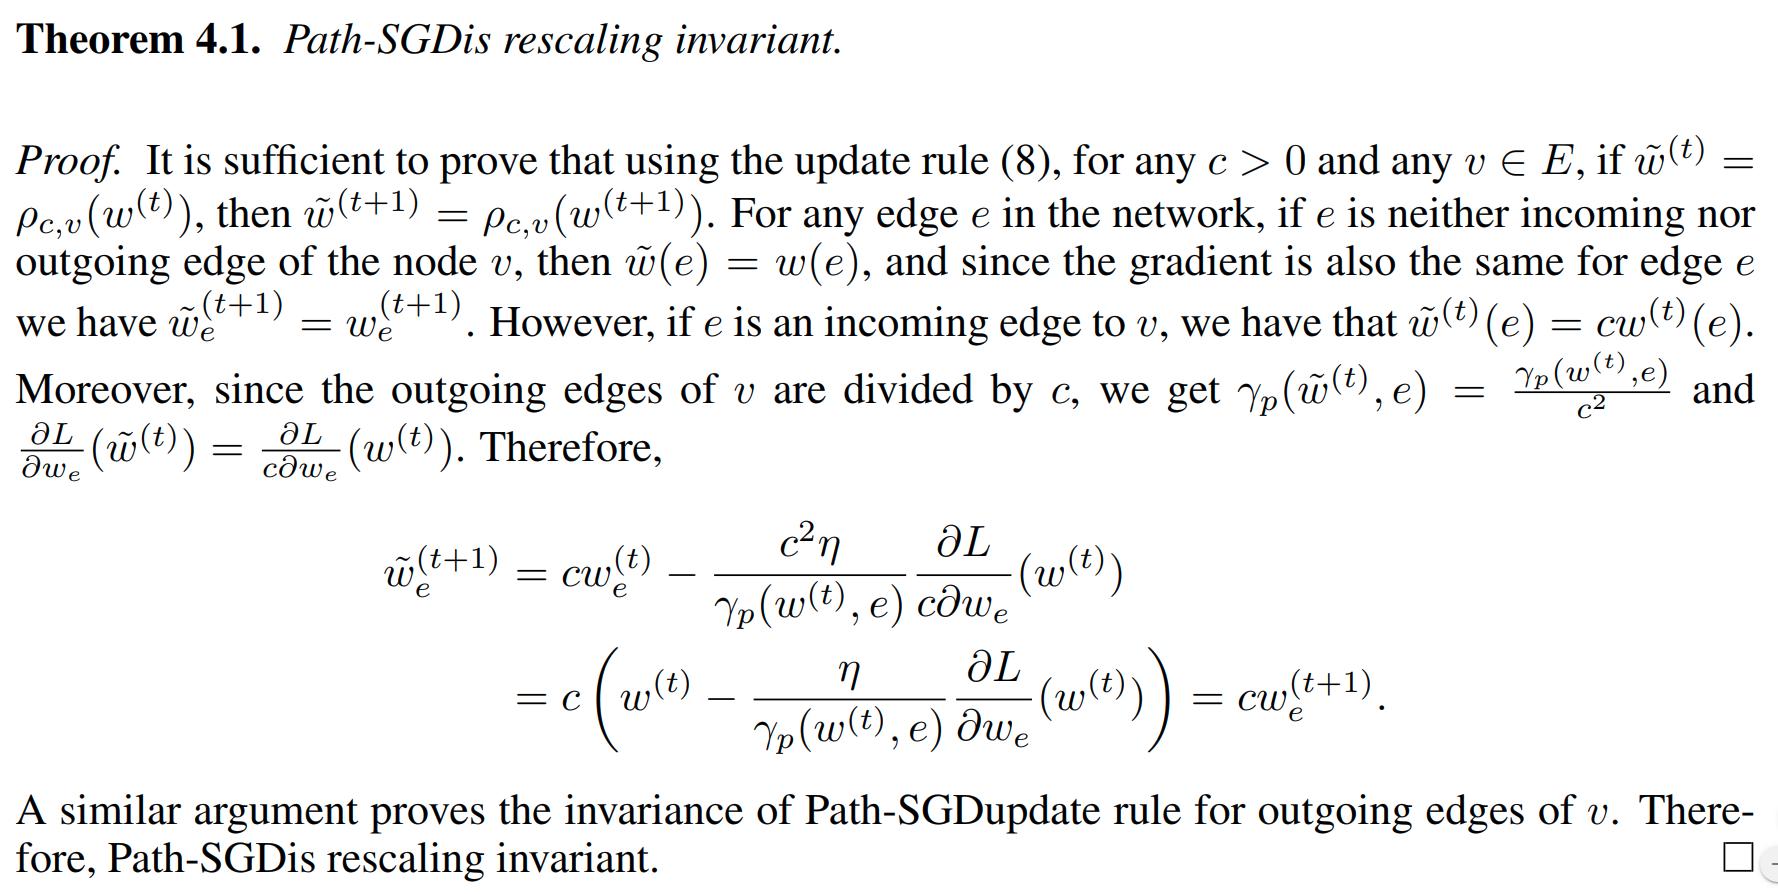 Theorem 4.1. Path-SGDis rescaling invariant.
Proof. It is sufficient to prove that using the update rule (8), for any $c > 0$ and any $v \in E$, if $\tilde{w}^{(t)} =$
$\rho_{c,v}(w^{(t)})$, then $\tilde{w}^{(t+1)} = \rho_{c,v}(w^{(t+1)})$. For any edge $e$ in the network, if $e$ is neither incoming nor
outgoing edge of the node $v$, then $\tilde{w}(e) = w(e)$, and since the gradient is also the same for edge $e$
we have $\tilde{w}_e^{(t+1)} = w_e^{(t+1)}$. However, if $e$ is an incoming edge to $v$, we have that $\tilde{w}^{(t)}(e) = cw^{(t)}(e)$.
Moreover, since the outgoing edges of $v$ are divided by $c$, we get $\gamma_p(\tilde{w}^{(t)}, e) = \frac{\gamma_p(w^{(t)},e)}{c^2}$ and
$\frac{\partial L}{\partial w_e}(\tilde{w}^{(t)}) = \frac{\partial L}{c\partial w_e}(w^{(t)})$. Therefore,
$\tilde{w}_e^{(t+1)} = cw_e^{(t)} - \frac{c^2\eta}{\gamma_p(w^{(t)}, e)} \frac{\partial L}{c\partial w_e}(w^{(t)})$
$= c\left(w^{(t)} - \frac{\eta}{\gamma_p(w^{(t)}, e)} \frac{\partial L}{\partial w_e}(w^{(t)})\right) = cw_e^{(t+1)}.$
A similar argument proves the invariance of Path-SGDupdate rule for outgoing edges of $v$. There-
fore, Path-SGDis rescaling invariant. □